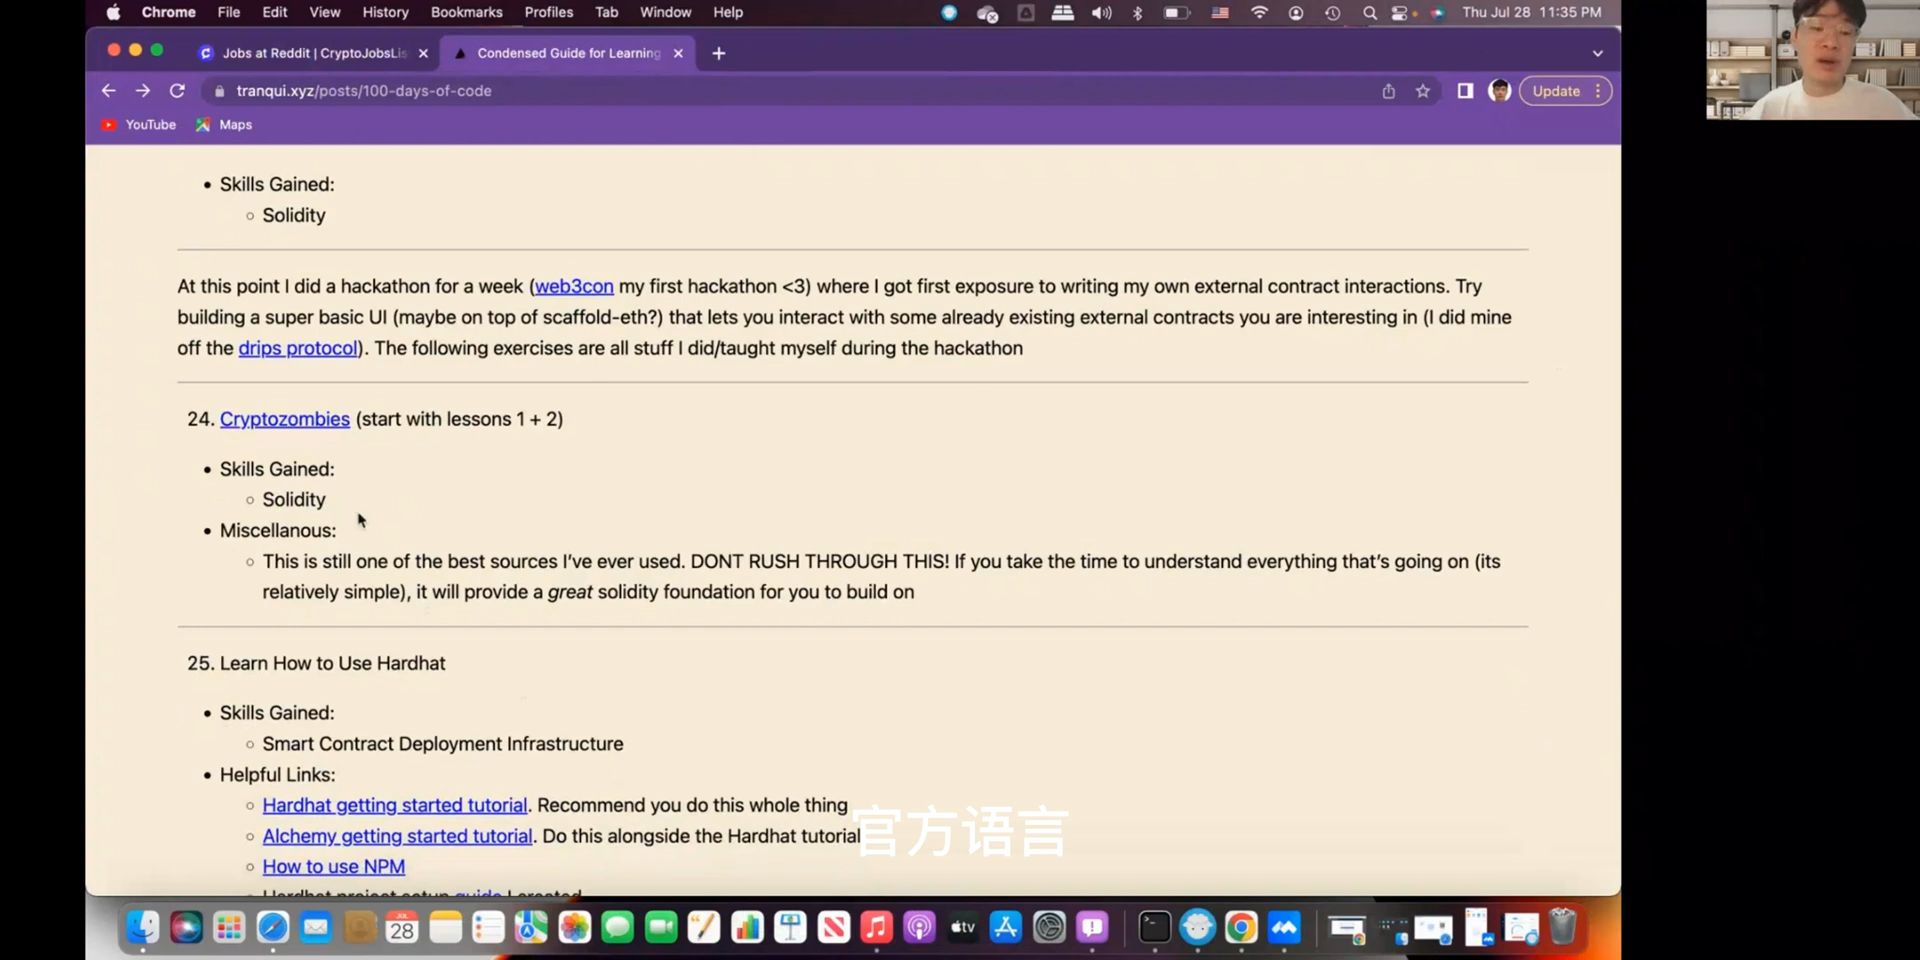 Chrome File Edit View History Bookmarks Profiles Tab Window Help Thu Jul 28 11:35 PM
Jobs at Reddit | CryptoJobsLis Condensed Guide for Learning
tranqui.xyz/posts/100-days-of-code Update
YouTube Maps
• Skills Gained:
◦ Solidity
At this point I did a hackathon for a week (web3con my first hackathon <3) where I got first exposure to writing my own external contract interactions. Try
building a super basic UI (maybe on top of scaffold-eth?) that lets you interact with some already existing external contracts you are interesting in (I did mine
off the drips protocol). The following exercises are all stuff I did/taught myself during the hackathon
24. Cryptozombies (start with lessons 1 + 2)
• Skills Gained:
◦ Solidity
• Miscellanous:
◦ This is still one of the best sources I've ever used. DONT RUSH THROUGH THIS! If you take the time to understand everything that's going on (its
relatively simple), it will provide a great solidity foundation for you to build on
25. Learn How to Use Hardhat
• Skills Gained:
◦ Smart Contract Deployment Infrastructure
• Helpful Links:
◦ Hardhat getting started tutorial. Recommend you do this whole thing
◦ Alchemy getting started tutorial. Do this alongside the Hardhat tutorial
官方语言
◦ How to use NPM
◦ Hardhat project setup guide I created
JUL
28
tv